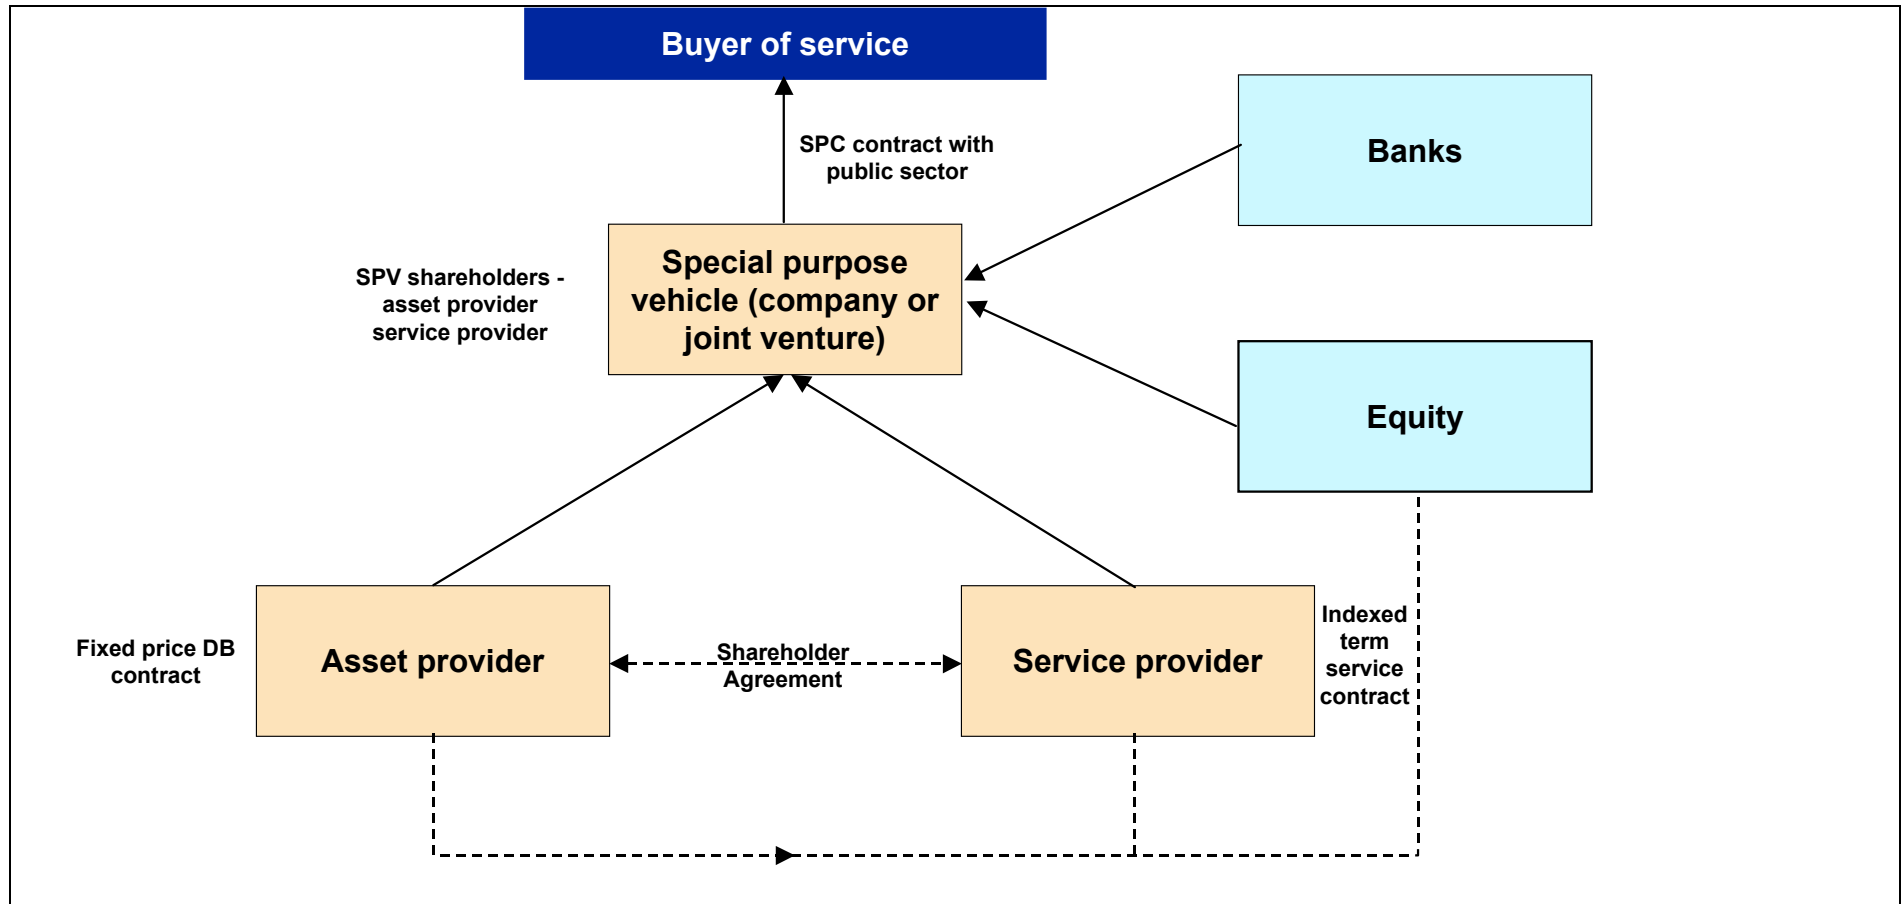 Buyer of service
SPC contract with
public sector
Banks
Special purpose
vehicle (company or
joint venture)
SPV shareholders -
asset provider
service provider
Equity
Fixed price DB
contract
Asset provider
Shareholder
Agreement
Service provider
Indexed
term
service
contract